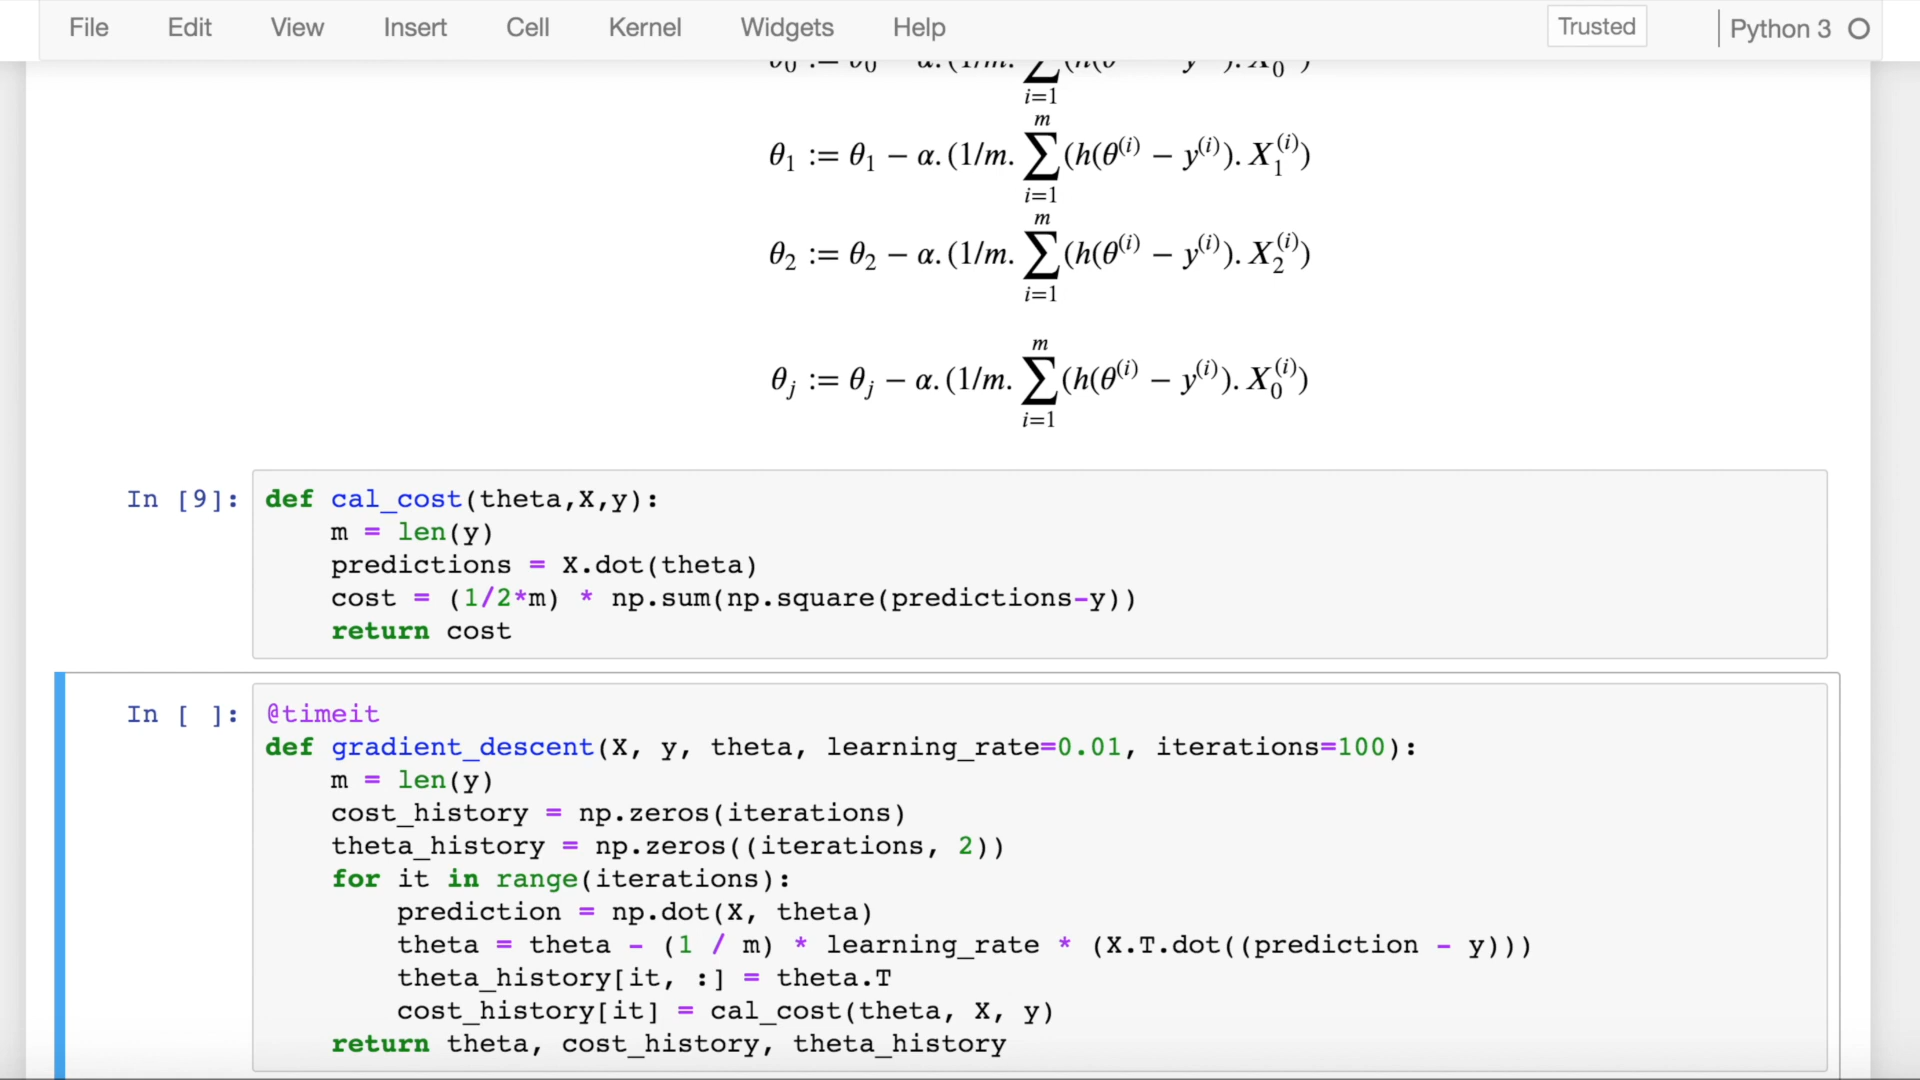 File Edit View Insert Cell Kernel Widgets Help Trusted Python 3
i=1
θ₁ := θ₁ − α. (1/m. ∑_{i=1}^{m} (h(θ^{(i)} − y^{(i)}). X_1^{(i)})
θ₂ := θ₂ − α. (1/m. ∑_{i=1}^{m} (h(θ^{(i)} − y^{(i)}). X_2^{(i)})
θⱼ := θⱼ − α. (1/m. ∑_{i=1}^{m} (h(θ^{(i)} − y^{(i)}). X_0^{(i)})
In [9]: def cal_cost(theta,X,y):
    m = len(y)
    predictions = X.dot(theta)
    cost = (1/2*m) * np.sum(np.square(predictions-y))
    return cost
In [ ]: @timeit
def gradient_descent(X, y, theta, learning_rate=0.01, iterations=100):
    m = len(y)
    cost_history = np.zeros(iterations)
    theta_history = np.zeros((iterations, 2))
    for it in range(iterations):
        prediction = np.dot(X, theta)
        theta = theta - (1 / m) * learning_rate * (X.T.dot((prediction - y)))
        theta_history[it, :] = theta.T
        cost_history[it] = cal_cost(theta, X, y)
    return theta, cost_history, theta_history